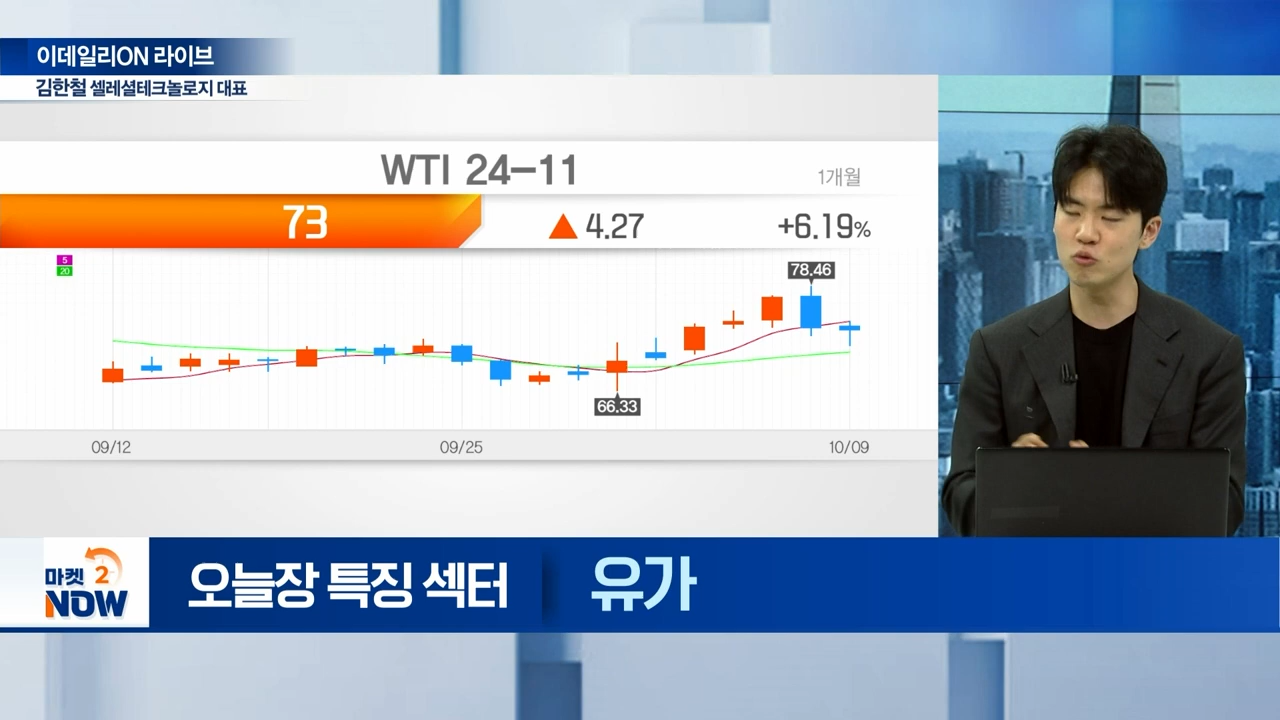 이데일리ON 라이브
김한철 셀레셜테크놀로지 대표
WTI 24-11
1개월
73
▲ 4.27
+6.19%
5
20
78.46
66.33
09/12
09/25
10/09
마켓 2
NOW
오늘장 특징 섹터
유가